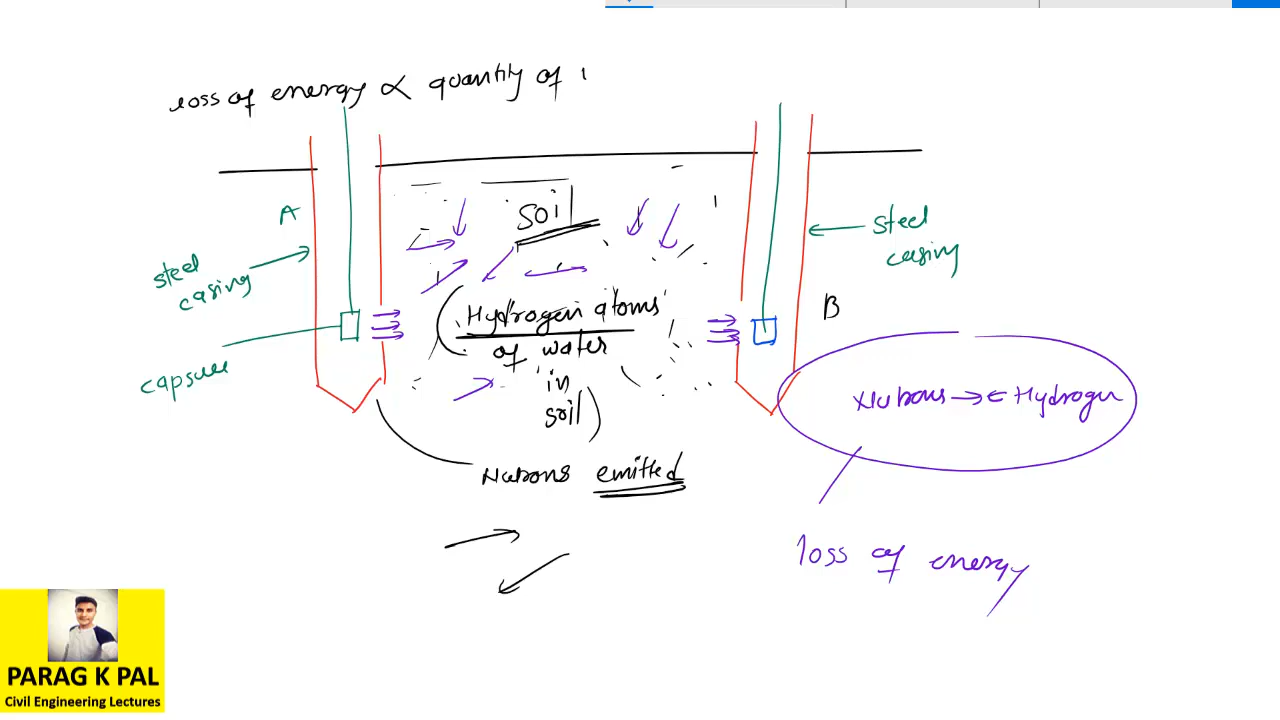 loss of energy ∝ quantity of
A
soil
steel
casing
steel
casing
Hydrogen atoms
of water
in
soil
B
capsule
Neutrons → ← Hydrogen
Neutrons emitted
loss of energy
PARAG K PAL
Civil Engineering Lectures